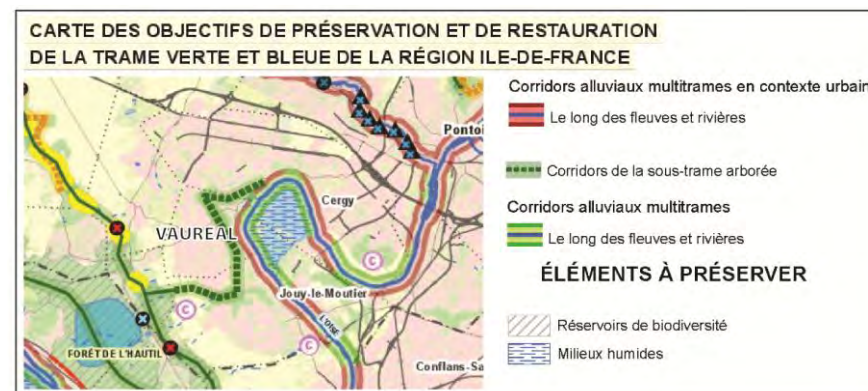 CARTE DES OBJECTIFS DE PRÉSERVATION ET DE RESTAURATION
DE LA TRAME VERTE ET BLEUE DE LA RÉGION ILE-DE-FRANCE
Corridors alluviaux multitrames en contexte urbain
Le long des fleuves et rivières
Corridors de la sous-trame arborée
Corridors alluviaux multitrames
Le long des fleuves et rivières
ÉLÉMENTS À PRÉSERVER
Réservoirs de biodiversité
Milieux humides
Pontoi
Cergy
VAUREAL
C
Jouy-le-Moutier
C
L'OISE
C
FORÊT DE L'HAUTIL
Conflans-Sa